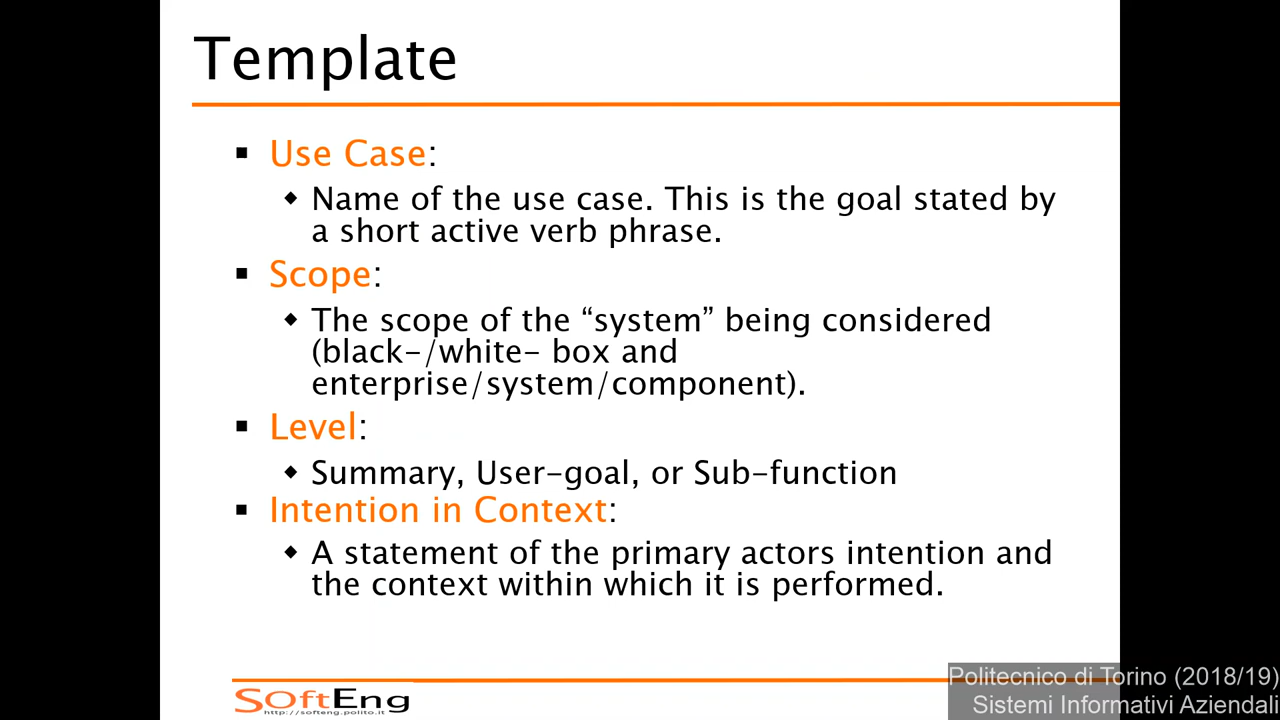 Template
Use Case:
Name of the use case. This is the goal stated by
a short active verb phrase.
Scope:
The scope of the “system” being considered
(black-/white- box and
enterprise/system/component).
Level:
Summary, User-goal, or Sub-function
Intention in Context:
A statement of the primary actors intention and
the context within which it is performed.
SoftEng
http://softeng.polito.it
Politecnico di Torino (2018/19)
Sistemi Informativi Aziendali